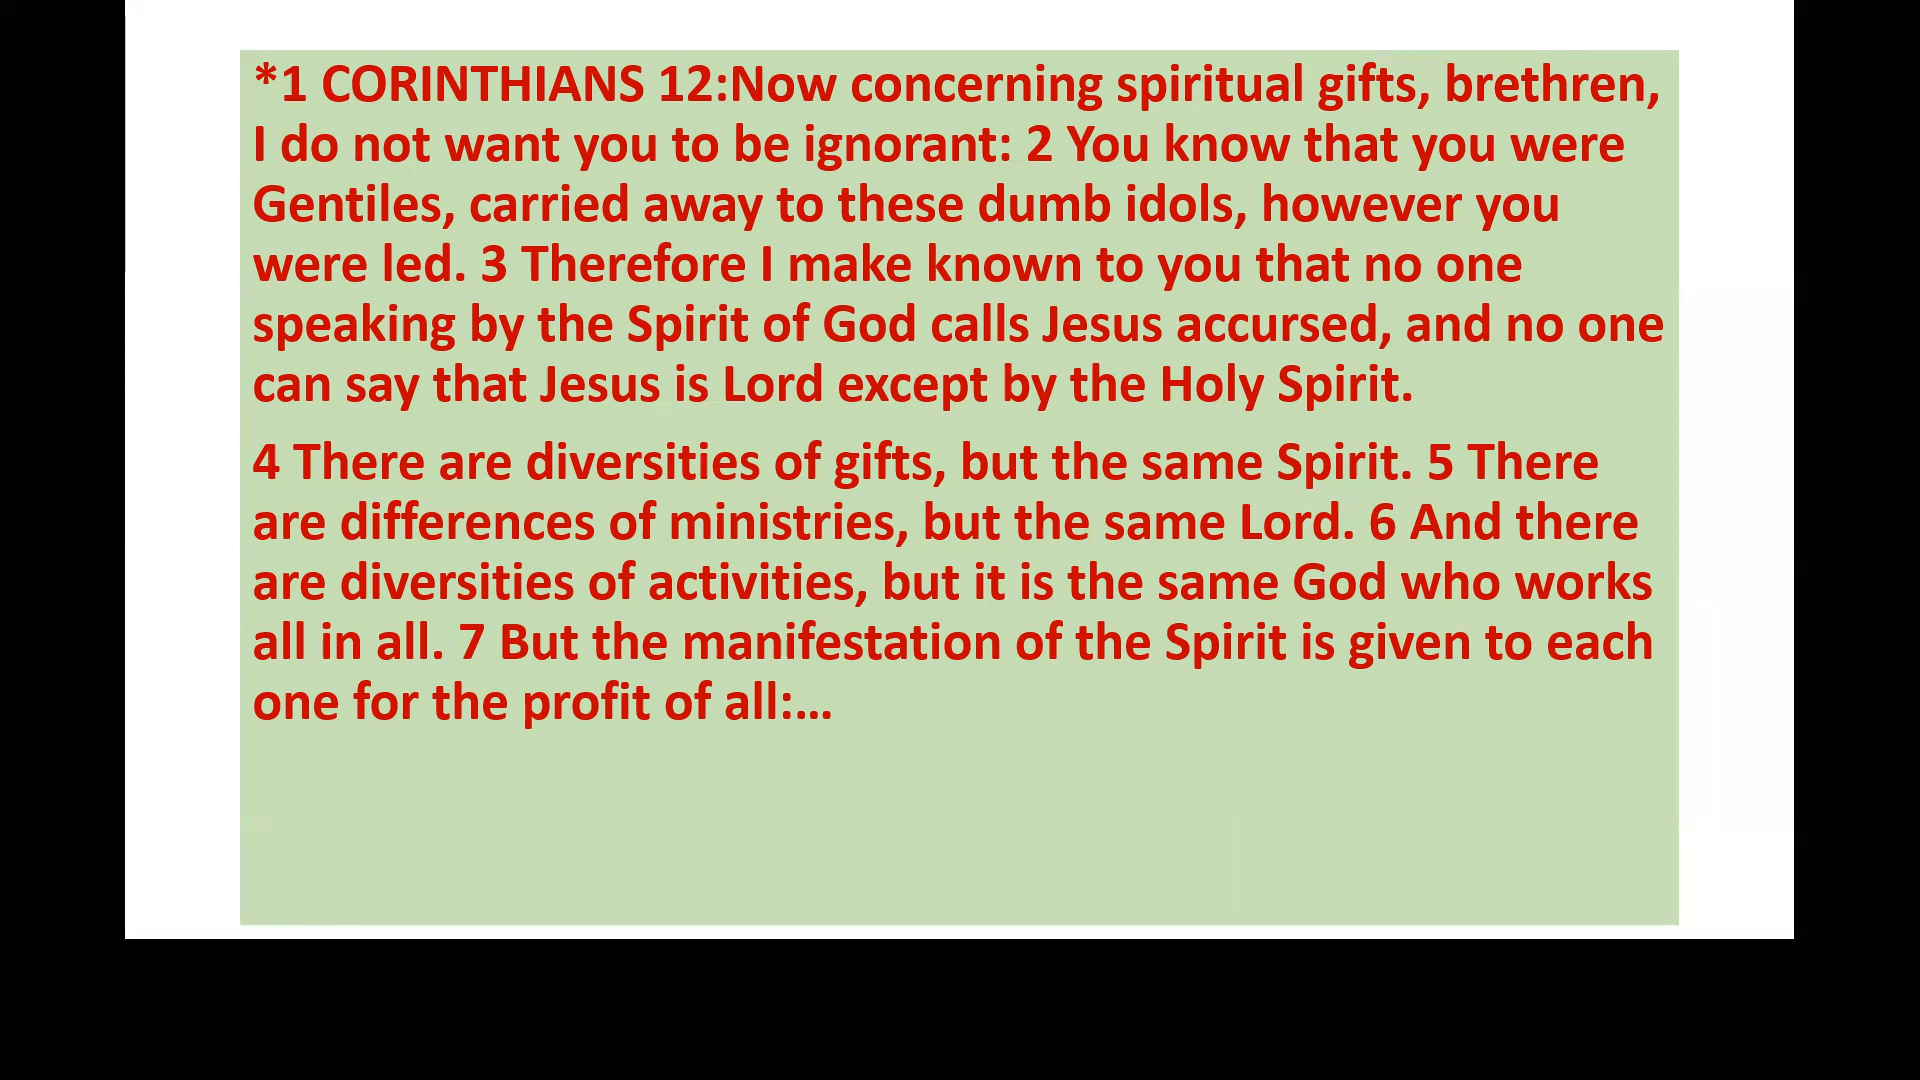 *1 CORINTHIANS 12:Now concerning spiritual gifts, brethren,
I do not want you to be ignorant: 2 You know that you were
Gentiles, carried away to these dumb idols, however you
were led. 3 Therefore I make known to you that no one
speaking by the Spirit of God calls Jesus accursed, and no one
can say that Jesus is Lord except by the Holy Spirit.
4 There are diversities of gifts, but the same Spirit. 5 There
are differences of ministries, but the same Lord. 6 And there
are diversities of activities, but it is the same God who works
all in all. 7 But the manifestation of the Spirit is given to each
one for the profit of all:…